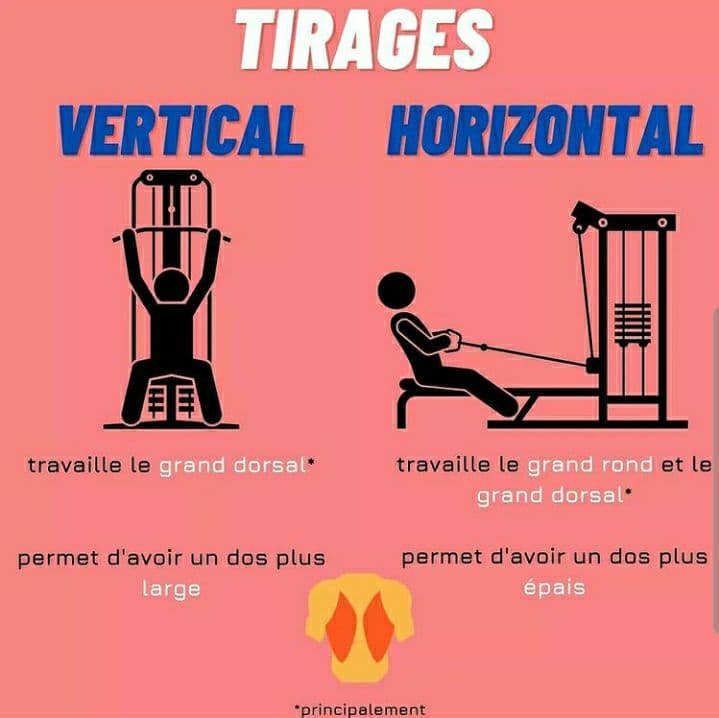 TIRAGES
VERTICAL
HORIZONTAL
travaille le grand dorsal*
travaille le grand rond et le
grand dorsal*
permet d'avoir un dos plus
large
permet d'avoir un dos plus
épais
*principalement